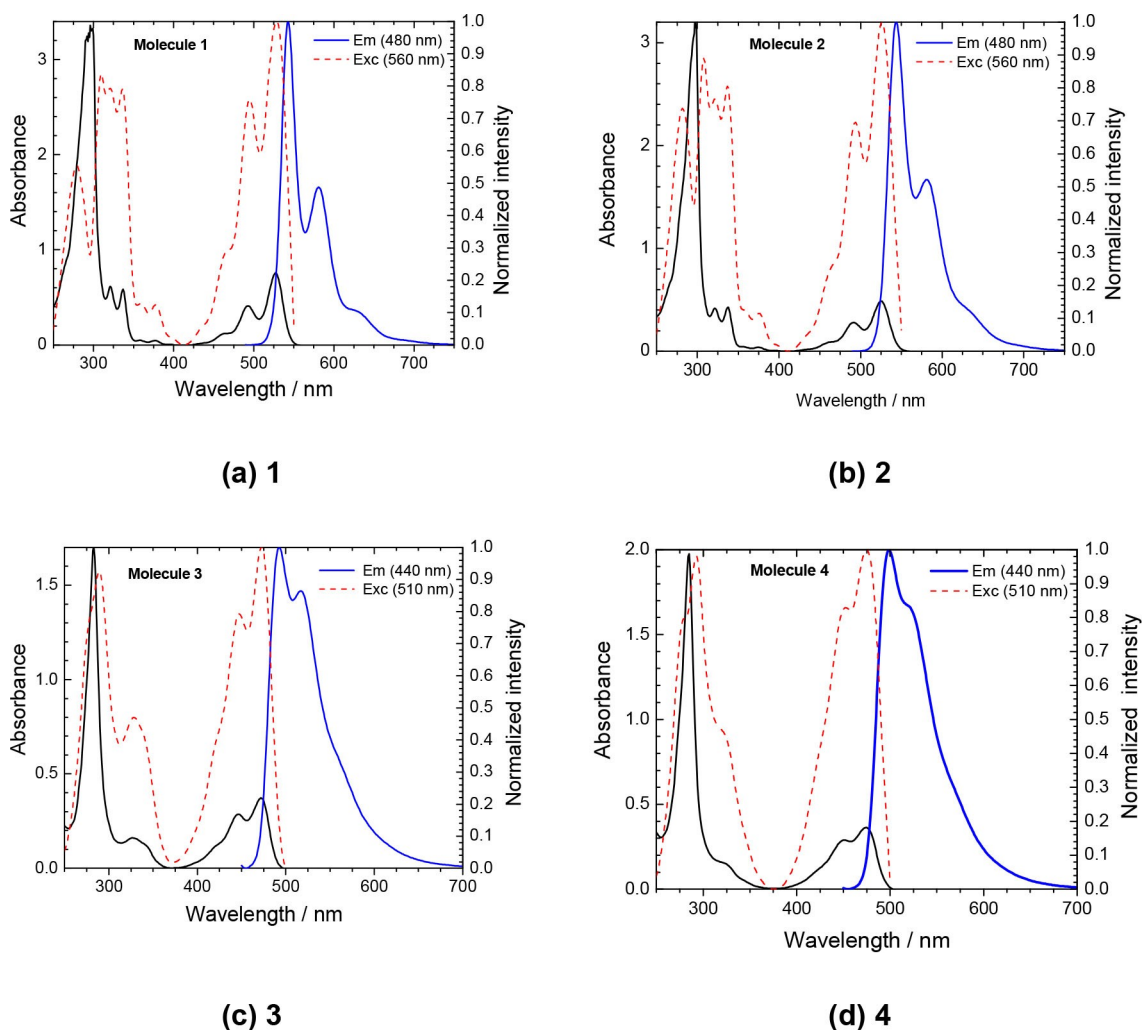 Molecule 1
Em (480 nm)
Exc (560 nm)
Absorbance
Normalized intensity
3
2
1
0
1.0
0.9
0.8
0.7
0.6
0.5
0.4
0.3
0.2
0.1
0.0
300 400 500 600 700
Wavelength / nm
(a) 1
Molecule 2
Em (480 nm)
Exc (560 nm)
Absorbance
Normalized intensity
3
2
1
0
1.0
0.9
0.8
0.7
0.6
0.5
0.4
0.3
0.2
0.1
0.0
300 400 500 600 700
Wavelength / nm
(b) 2
Molecule 3
Em (440 nm)
Exc (510 nm)
Absorbance
Normalized intensity
1.5
1.0
0.5
0.0
1.0
0.9
0.8
0.7
0.6
0.5
0.4
0.3
0.2
0.1
0.0
300 400 500 600 700
Wavelength / nm
(c) 3
Molecule 4
Em (440 nm)
Exc (510 nm)
Absorbance
Normalized intensity
2.0
1.5
1.0
0.5
0.0
1.0
0.9
0.8
0.7
0.6
0.5
0.4
0.3
0.2
0.1
0.0
300 400 500 600 700
Wavelength / nm
(d) 4